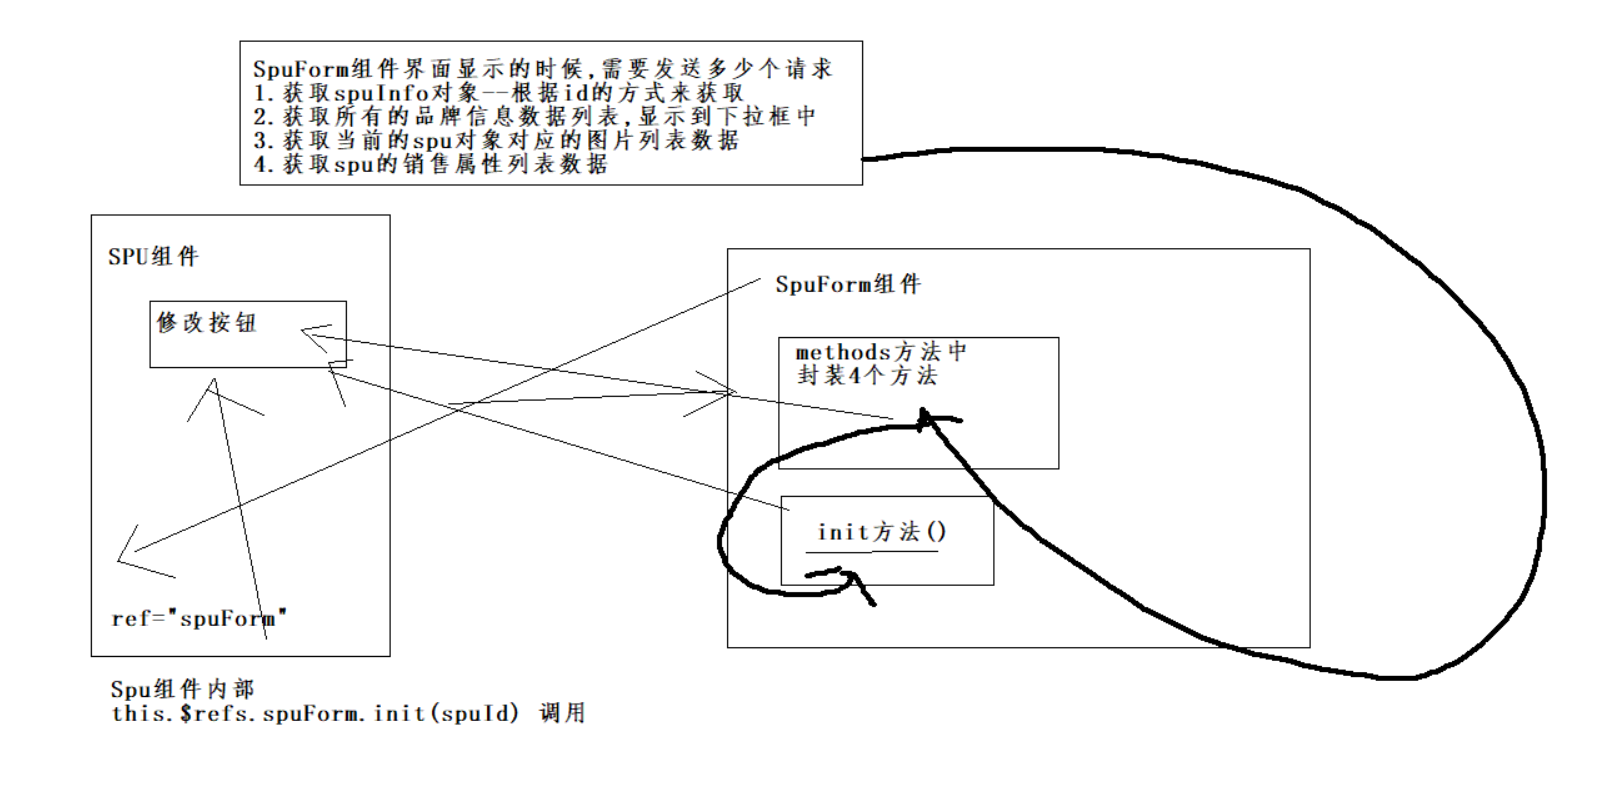 SpuForm组件界面显示的时候,需要发送多少个请求
1.获取spuInfo对象--根据id的方式来获取
2.获取所有的品牌信息数据列表,显示到下拉框中
3.获取当前的spu对象对应的图片列表数据
4.获取spu的销售属性列表数据
SPU组件
修改按钮
ref="spuForm"
Spu组件内部
this.$refs.spuForm.init(spuId) 调用
SpuForm组件
methods方法中
封装4个方法
init方法()